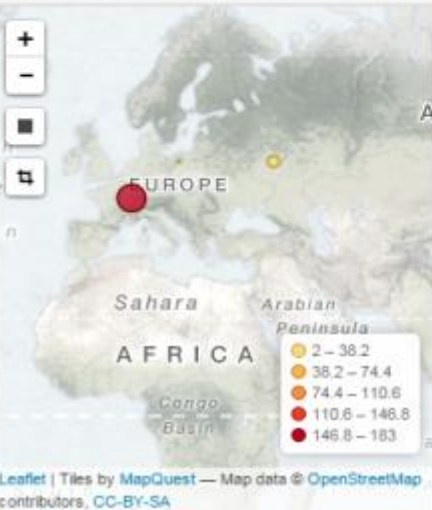 +
−
A
EUROPE
n
Sahara
Arabian
Peninsula
AFRICA
2 – 38.2
38.2 – 74.4
74.4 – 110.6
110.6 – 146.8
146.8 – 183
Congo
Basin
Leaflet | Tiles by MapQuest — Map data © OpenStreetMap
contributors, CC-BY-SA